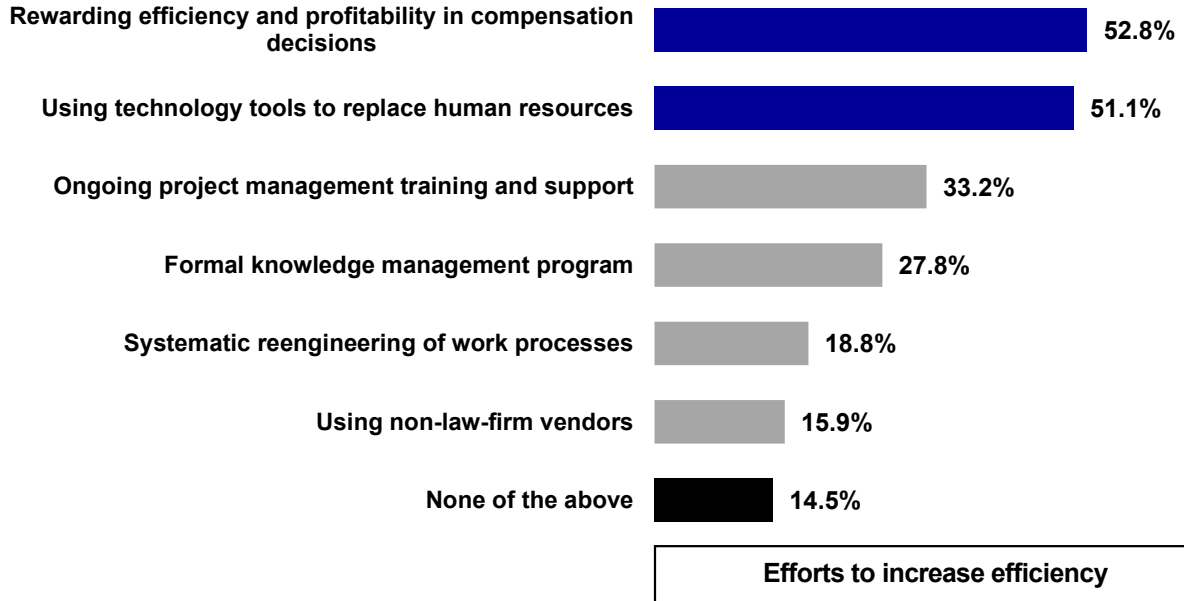 Rewarding efficiency and profitability in compensation
decisions
52.8%
Using technology tools to replace human resources
51.1%
Ongoing project management training and support
33.2%
Formal knowledge management program
27.8%
Systematic reengineering of work processes
18.8%
Using non-law-firm vendors
15.9%
None of the above
14.5%
Efforts to increase efficiency